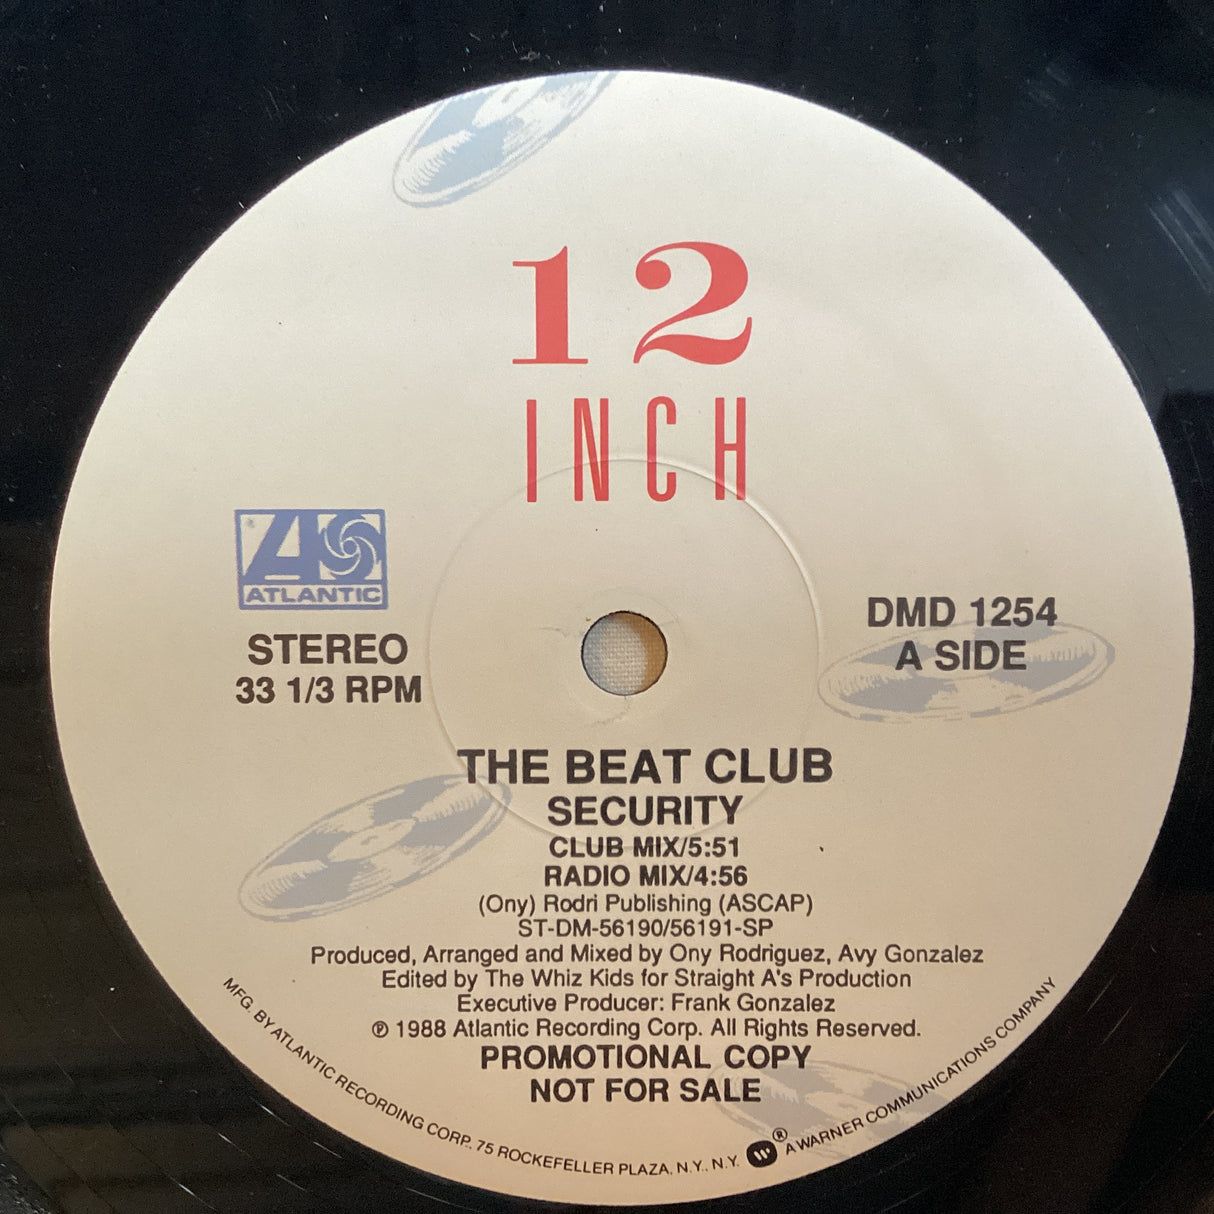 12
INCH
ATLANTIC
STEREO
33 1/3 RPM
DMD 1254
A SIDE
THE BEAT CLUB
SECURITY
CLUB MIX/5:51
RADIO MIX/4:56
(Ony) Rodri Publishing (ASCAP)
ST-DM-56190/56191-SP
Produced, Arranged and Mixed by Ony Rodriguez, Avy Gonzalez
Edited by The Whiz Kids for Straight A's Production
Executive Producer: Frank Gonzalez
℗ 1988 Atlantic Recording Corp. All Rights Reserved.
PROMOTIONAL COPY
NOT FOR SALE
MFG. BY ATLANTIC RECORDING CORP., 75 ROCKEFELLER PLAZA, N.Y., N.Y. ® A WARNER COMMUNICATIONS COMPANY